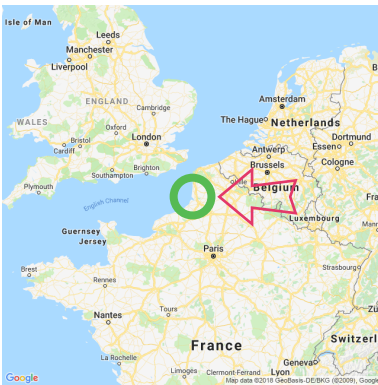 Isle of Man
Leeds
Manchester
Liverpool
ENGLAND
Cambridge
Amsterdam
The Hague
Netherlands
WALES
Oxford
London
Bristol
Cardiff
Dortmund
Essen
Antwerp
Brussels
Cologne
Brighton
Southampton
Plymouth
Lille
Belgium
English Channel
Luxembourg
Guernsey
Jersey
Paris
Strasbourg
Brest
Rennes
Nantes
Tours
France
Switzerl
La Rochelle
Limoges
Clermont-Ferrand
Geneva
Lyon
Google
Map data ©2018 GeoBasis-DE/BKG (©2009), Goog